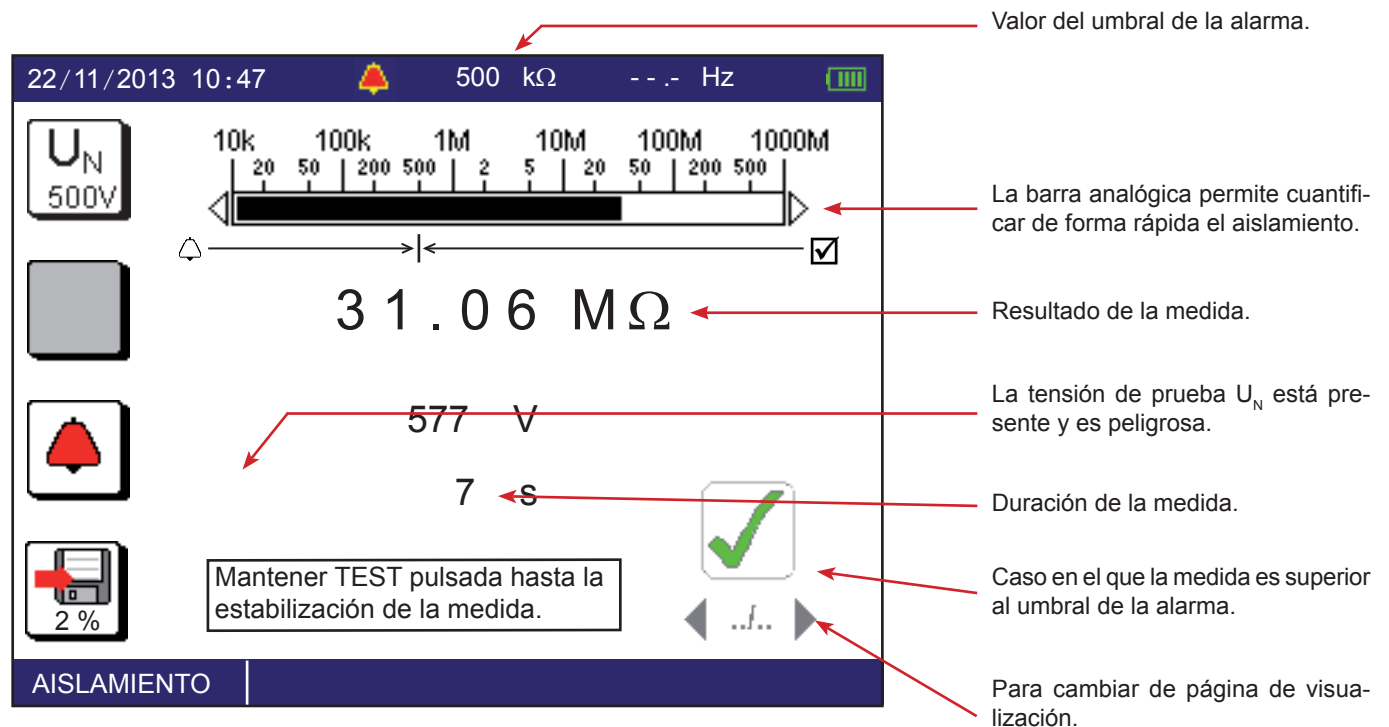 Valor del umbral de la alarma.
22/11/2013 10:47 500 kΩ - - .- Hz
U_N
500V
10k 100k 1M 10M 100M 1000M
20 50 200 500 2 5 20 50 200 500
La barra analógica permite cuantifi-
car de forma rápida el aislamiento.
31.06 MΩ
Resultado de la medida.
577 V
La tensión de prueba U_N está pre-
sente y es peligrosa.
7 s
Duración de la medida.
Mantener TEST pulsada hasta la
estabilización de la medida.
2 %
Caso en el que la medida es superior
al umbral de la alarma.
../..
AISLAMIENTO
Para cambiar de página de visua-
lización.